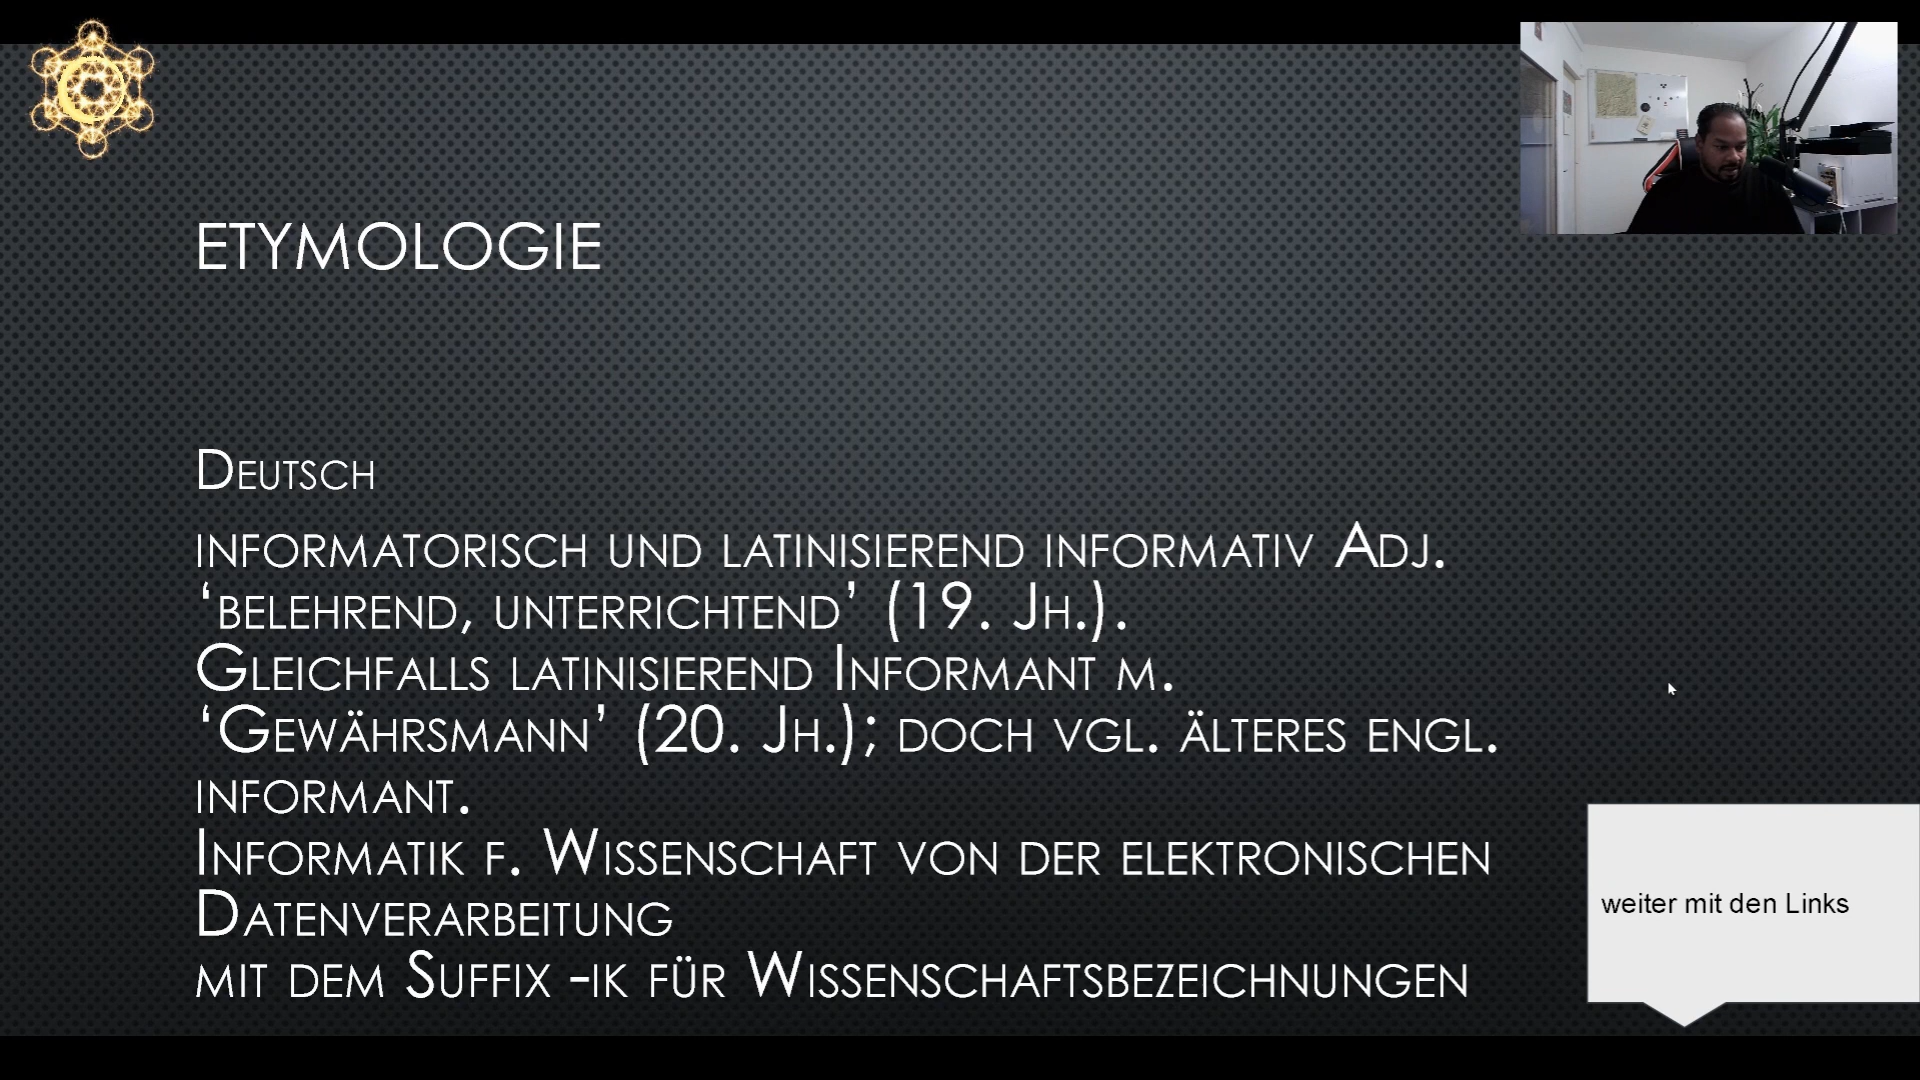 ETYMOLOGIE
DEUTSCH
INFORMATORISCH UND LATINISIEREND INFORMATIV ADJ.
‘BELEHREND, UNTERRICHTEND’ (19. JH.).
GLEICHFALLS LATINISIEREND INFORMANT M.
‘GEWÄHRSMANN’ (20. JH.); DOCH VGL. ÄLTERES ENGL.
INFORMANT.
INFORMATIK F. WISSENSCHAFT VON DER ELEKTRONISCHEN
DATENVERARBEITUNG
MIT DEM SUFFIX -IK FÜR WISSENSCHAFTSBEZEICHNUNGEN
weiter mit den Links